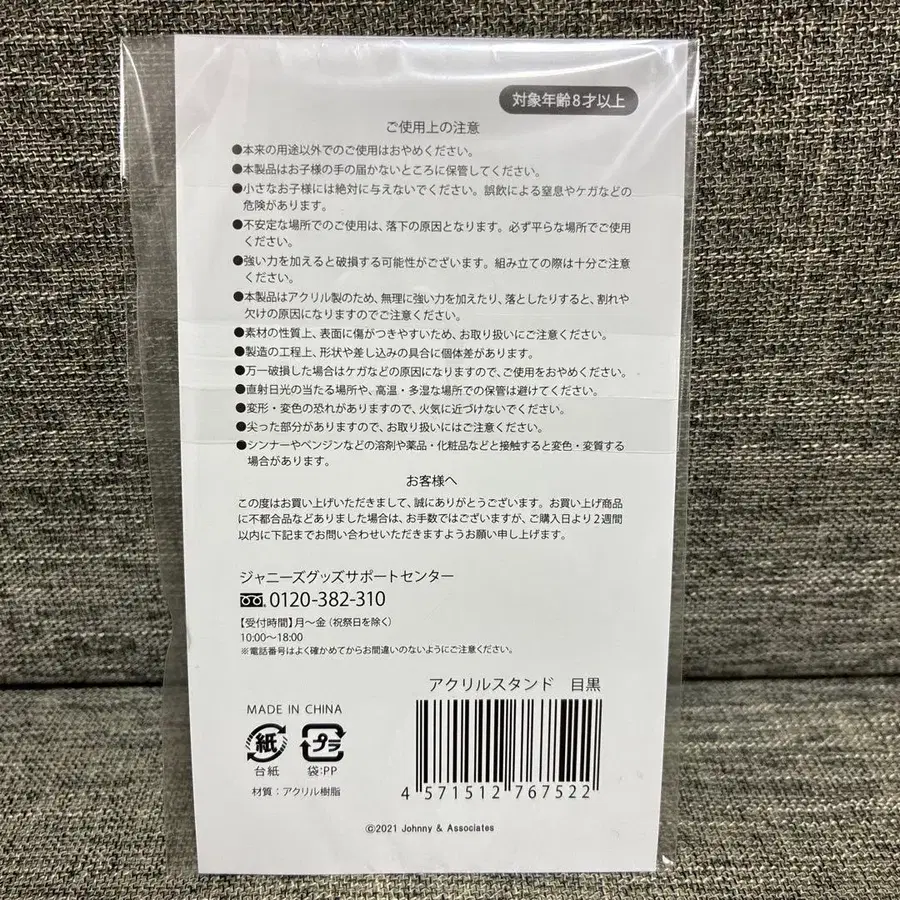 対象年齢8才以上
ご使用上の注意
●本来の用途以外でのご使用はおやめください。
●本製品はお子様の手の届かないところに保管してください。
●小さなお子様には絶対に与えないでください。誤飲による窒息やケガなどの
危険があります。
●不安定な場所でのご使用は、落下の原因となります。必ず平らな場所でご使用
ください。
●強い力を加えると破損する可能性がございます。組み立ての際は十分ご注意
ください。
●本製品はアクリル製のため、無理に強い力を加えたり、落としたりすると、割れや
欠けの原因になりますのでご注意ください。
●素材の性質上、表面に傷がつきやすいため、お取り扱いにご注意ください。
●製造の工程上、形状や差し込みの具合に個体差があります。
●万一破損した場合はケガなどの原因になりますので、ご使用をおやめください。
●直射日光の当たる場所や、高温・多湿な場所での保管は避けてください。
●変形・変色の恐れがありますので、火気に近づけないでください。
●尖った部分がありますので、お取り扱いにはご注意ください。
●シンナーやベンジンなどの溶剤や薬品・化粧品などと接触すると変色・変質する
場合があります。
お客様へ
この度はお買い上げいただきまして、誠にありがとうございます。お買い上げ商品
に不都合品などありました場合は、お手数ではございますが、ご購入日より2週間
以内に下記までお問い合わせいただきますようお願い申し上げます。
ジャニーズグッズサポートセンター
0120-382-310
【受付時間】月〜金(祝祭日を除く)
10:00〜18:00
※電話番号はよく確かめてからお間違いのないようにご注意ください。
アクリルスタンド 目黒
MADE IN CHINA
紙 プラ
台紙 袋:PP
材質:アクリル樹脂
4 571512 767522
©2021 Johnny & Associates